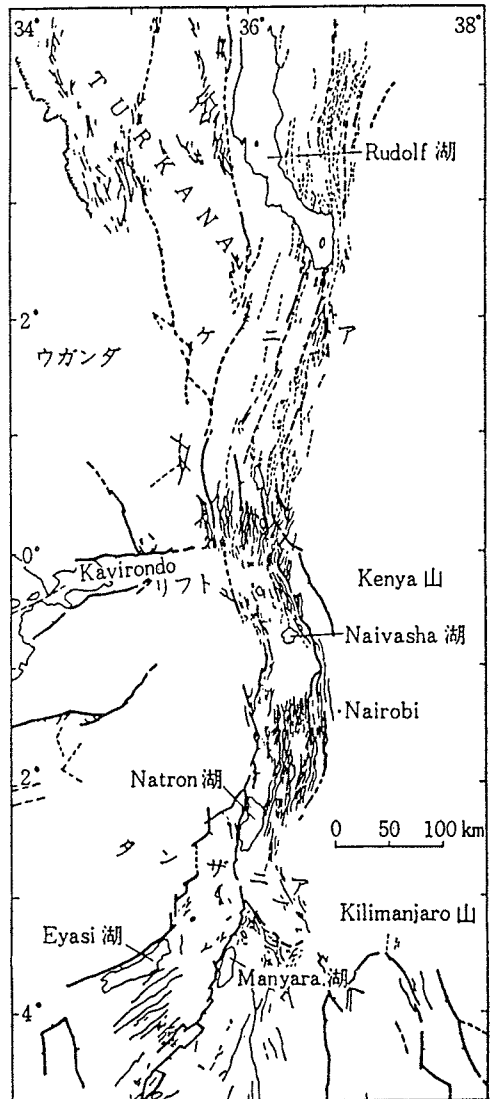 34° 36° 38°
TURKANA
Rudolf 湖
2°
ケニア
ウガンダ
0°
Kavirondo
リフト
Kenya 山
Naivasha 湖
Nairobi
2°
Natron 湖
0 50 100 km
タンザニア
Kilimanjaro 山
Eyasi 湖
Manyara 湖
4°